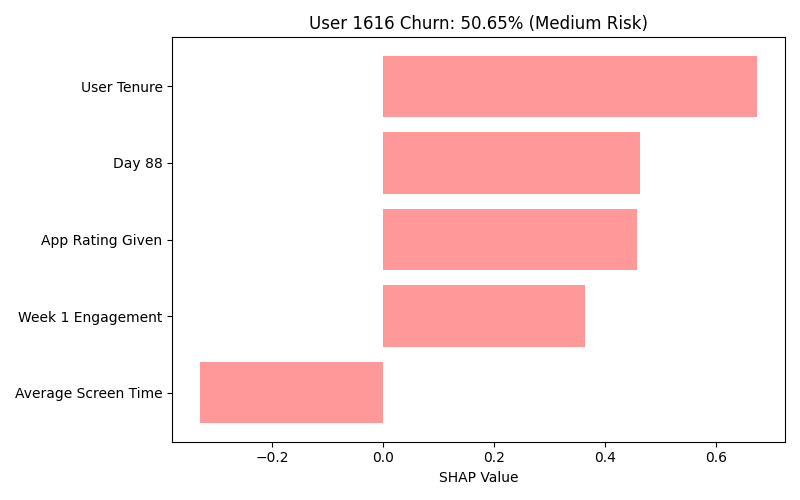 User 1616 Churn: 50.65% (Medium Risk)
User Tenure
Day 88
App Rating Given
Week 1 Engagement
Average Screen Time
−0.2 0.0 0.2 0.4 0.6
SHAP Value